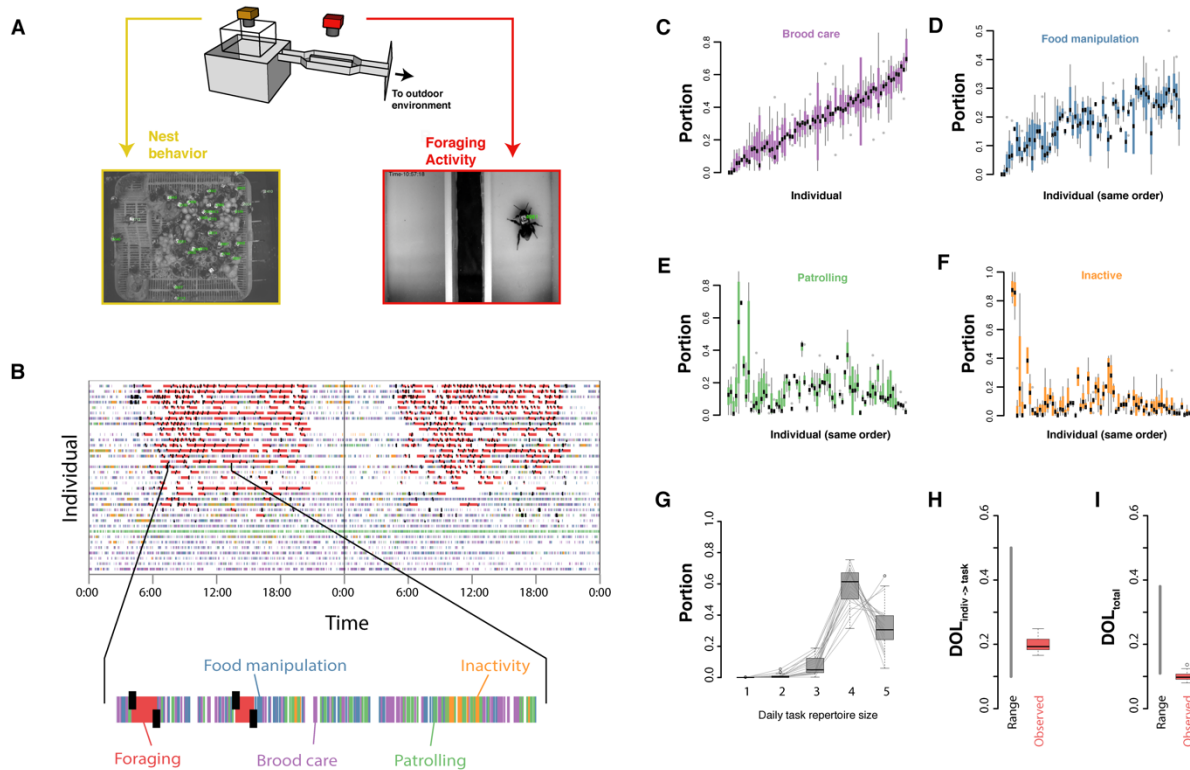 A
To outdoor
environment
Nest
behavior
Foraging
Activity
Time-10:57:18
B
Individual
0:00 6:00 12:00 18:00 0:00 6:00 12:00 18:00 0:00
Time
Food manipulation
Inactivity
Foraging
Brood care
Patrolling
C
Brood care
Portion
0.0 0.2 0.4 0.6 0.8
Individual
D
Food manipulation
Portion
0.0 0.1 0.2 0.3 0.4 0.5
Individual (same order)
E
Patrolling
Portion
0.0 0.2 0.4 0.6 0.8
Individual (same order)
F
Inactive
Portion
0.0 0.2 0.4 0.6 0.8 1.0
Individual (same order)
G
Portion
0.0 0.2 0.4 0.6 0.8 1.0
1 2 3 4 5
Daily task repertoire size
H
DOL indiv -> task
0 0.2 0.4 0.6
Range
Observed
I
DOL total
0 0.2 0.4 0.6
Range
Observed